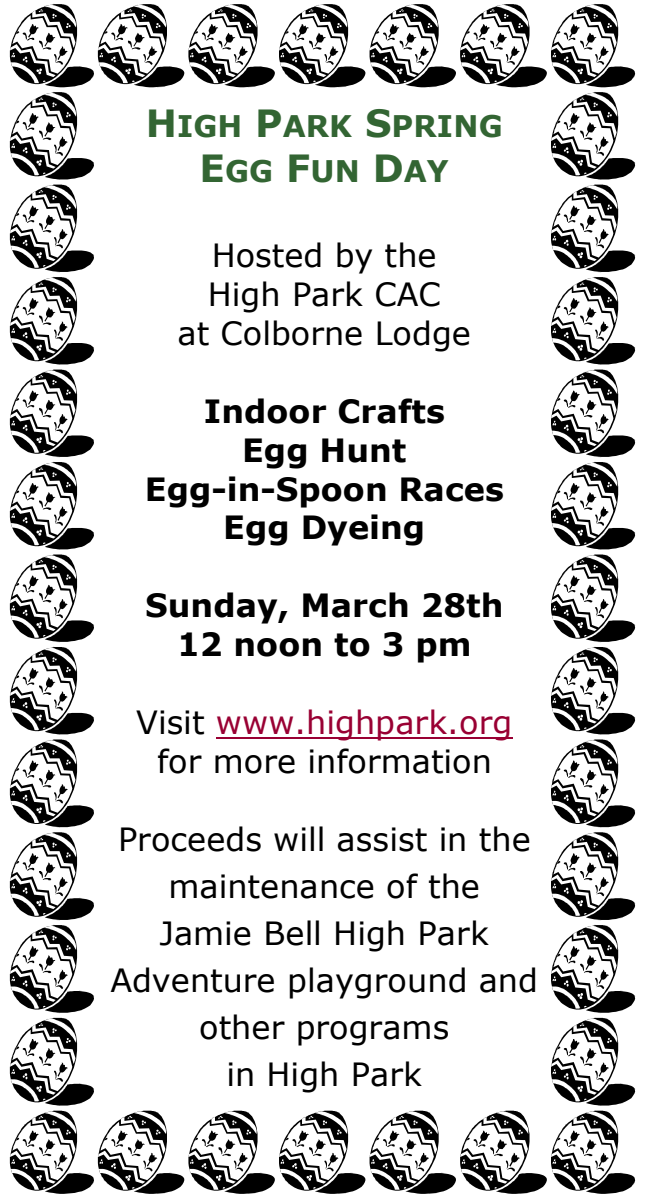 High Park Spring
Egg Fun Day
Hosted by the
High Park CAC
at Colborne Lodge
Indoor Crafts
Egg Hunt
Egg-in-Spoon Races
Egg Dyeing
Sunday, March 28th
12 noon to 3 pm
Visit www.highpark.org
for more information
Proceeds will assist in the
maintenance of the
Jamie Bell High Park
Adventure playground and
other programs
in High Park